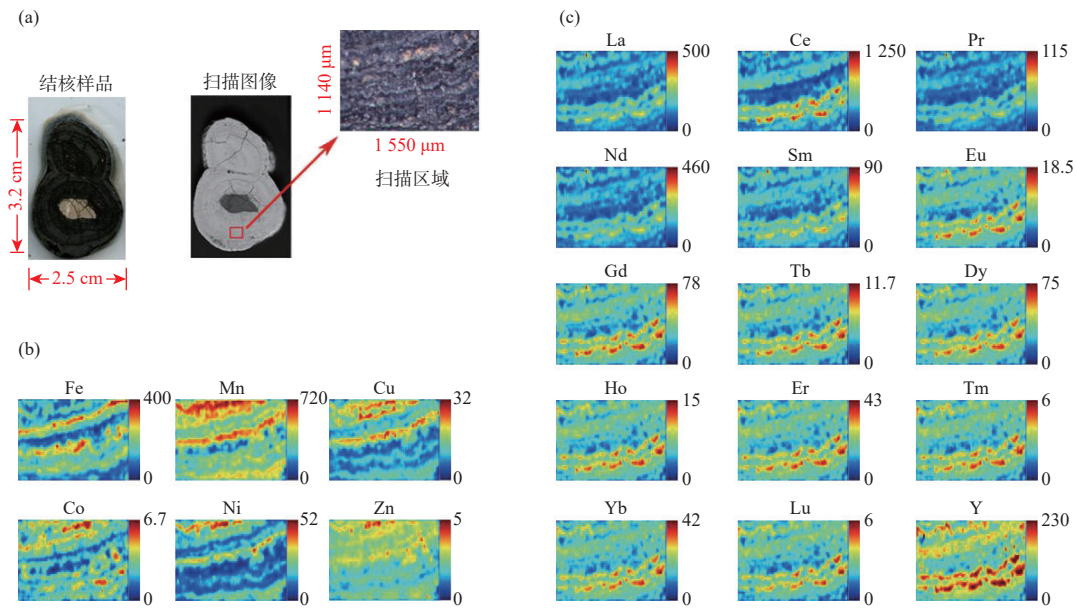 (a)
结核样品
扫描图像
3.2 cm
2.5 cm
1 140 μm
1 550 μm
扫描区域
(b)
Fe
400
0
Mn
720
0
Cu
32
0
Co
6.7
0
Ni
52
0
Zn
5
0
(c)
La
500
0
Ce
1 250
0
Pr
115
0
Nd
460
0
Sm
90
0
Eu
18.5
0
Gd
78
0
Tb
11.7
0
Dy
75
0
Ho
15
0
Er
43
0
Tm
6
0
Yb
42
0
Lu
6
0
Y
230
0